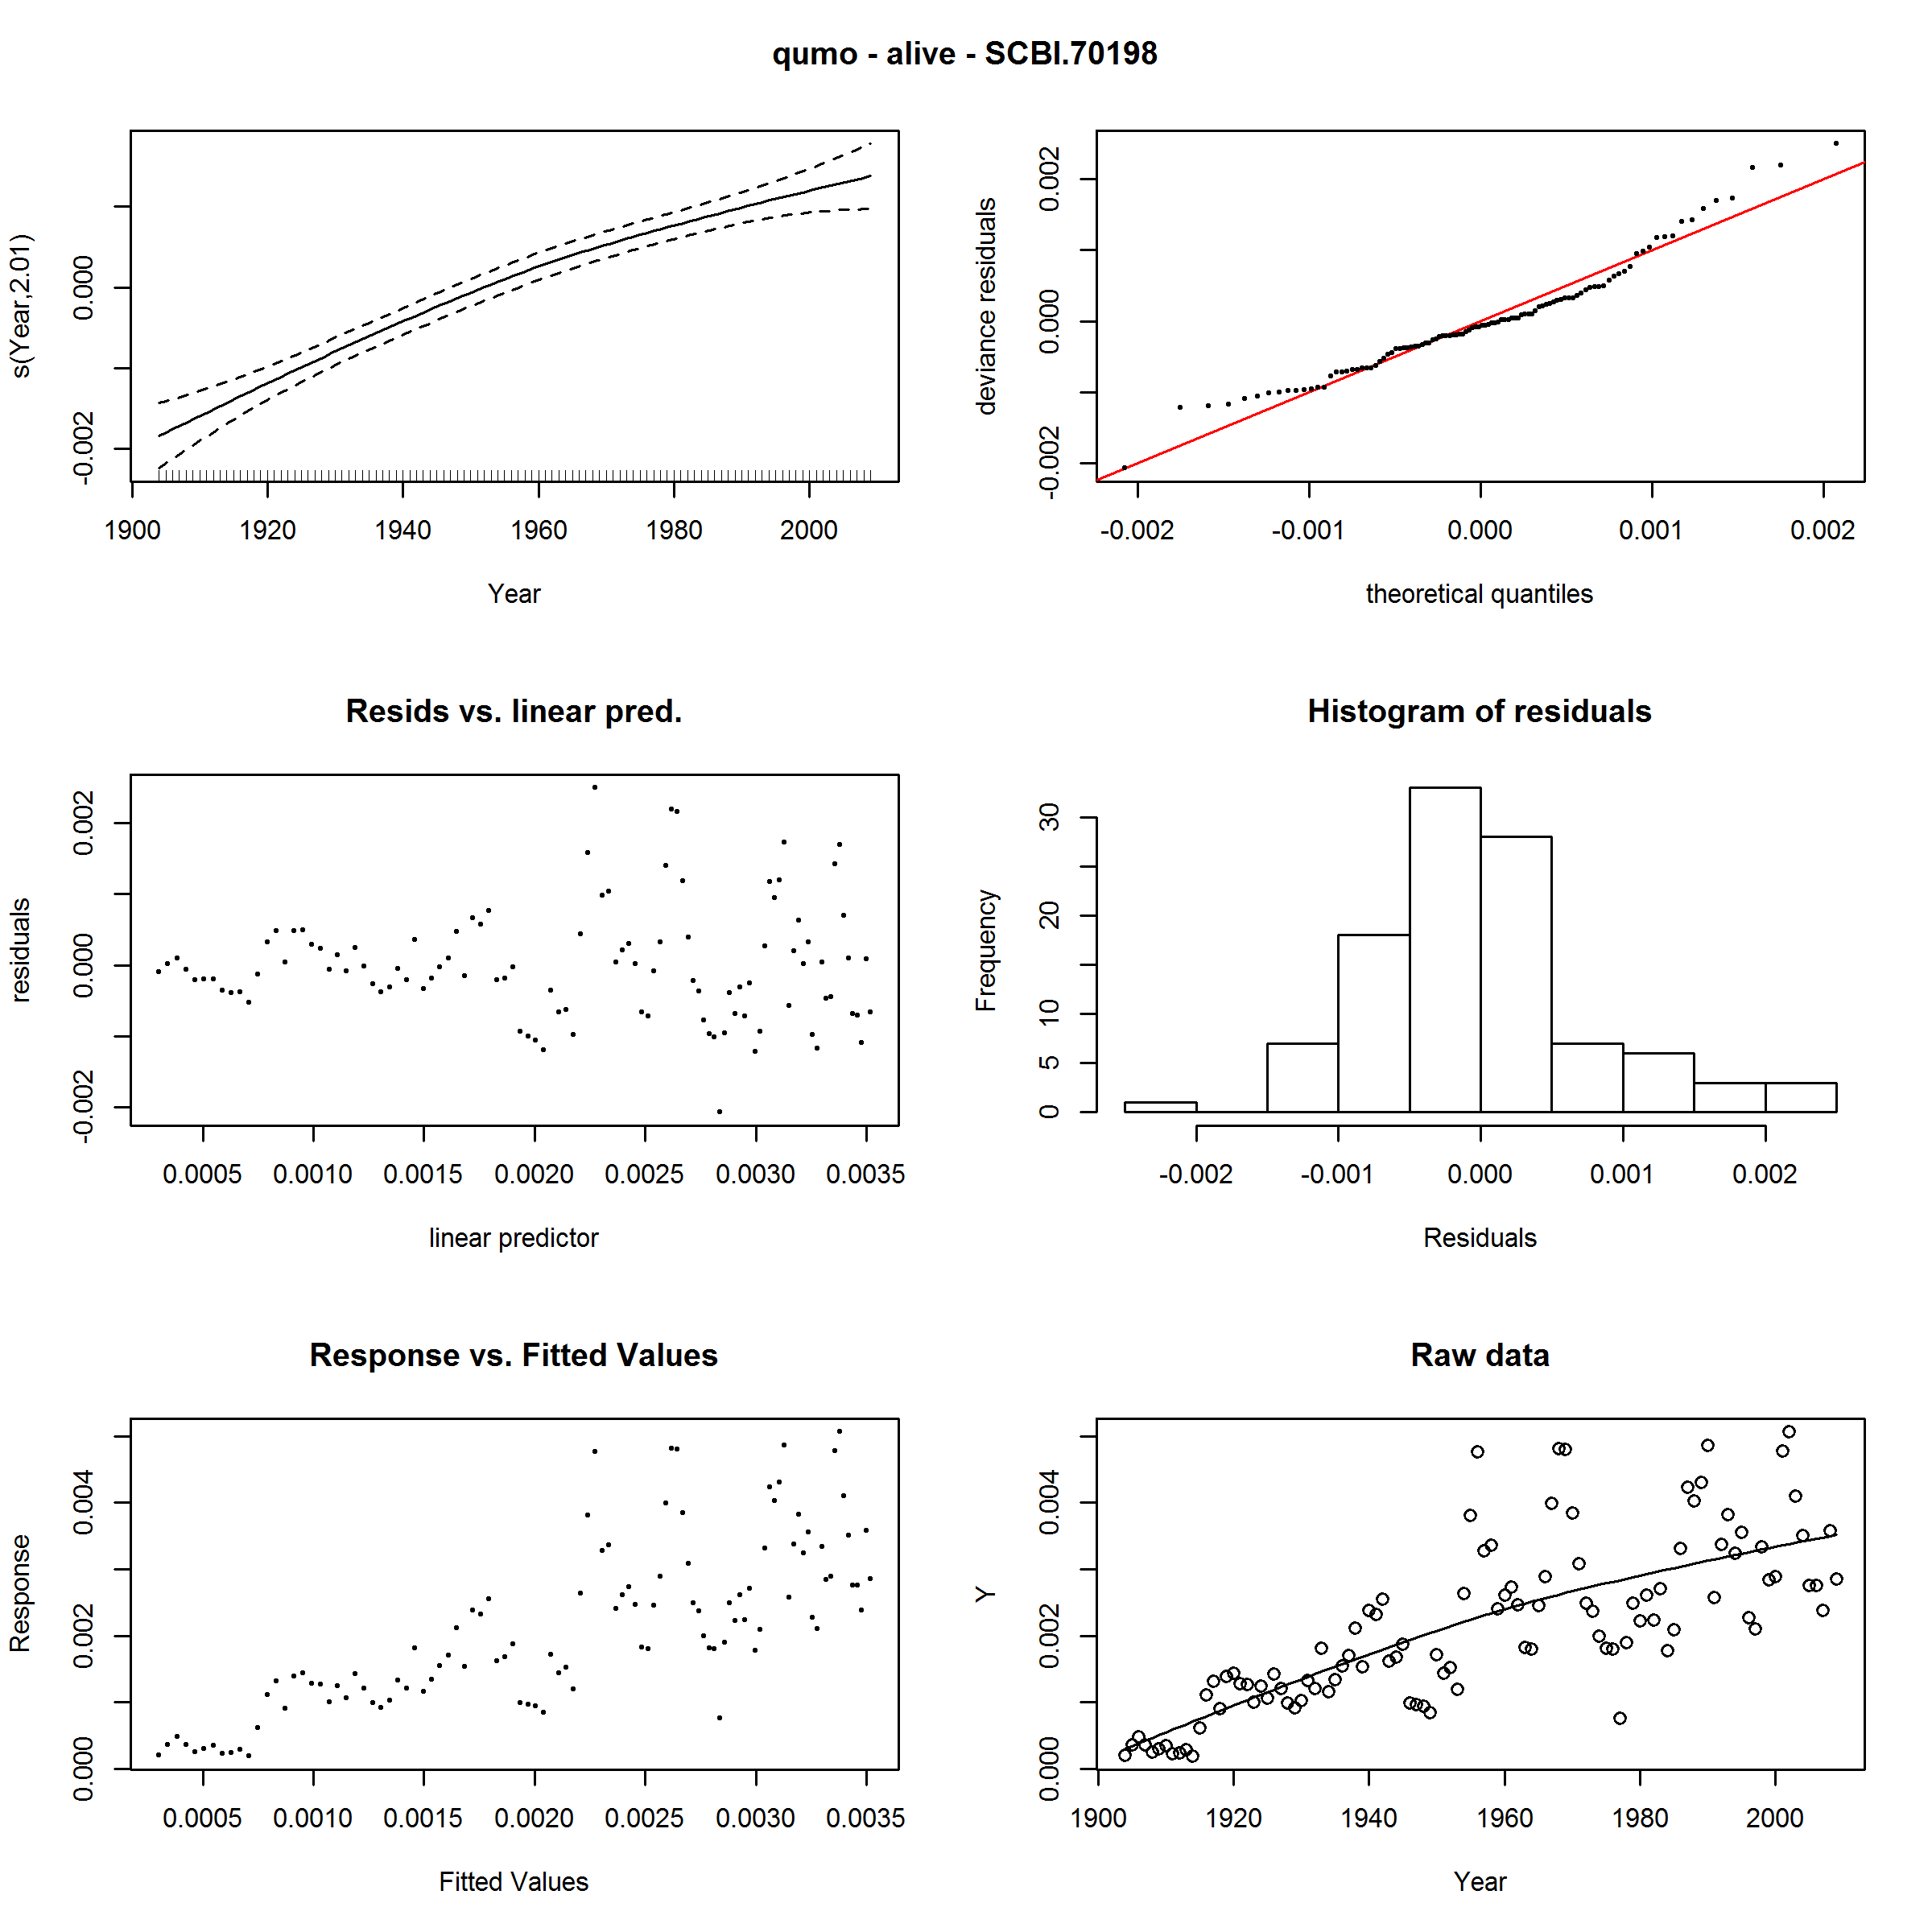 qumo - alive - SCBI.70198
s(Year,2.01)
-0.002 0.000
1900 1920 1940 1960 1980 2000
Year
deviance residuals
-0.002 0.000 0.002
-0.002 -0.001 0.000 0.001 0.002
theoretical quantiles
Resids vs. linear pred.
residuals
-0.002 0.000 0.002
0.0005 0.0010 0.0015 0.0020 0.0025 0.0030 0.0035
linear predictor
Histogram of residuals
Frequency
0 5 10 20 30
-0.002 -0.001 0.000 0.001 0.002
Residuals
Response vs. Fitted Values
Response
0.000 0.002 0.004
0.0005 0.0010 0.0015 0.0020 0.0025 0.0030 0.0035
Fitted Values
Raw data
Y
0.000 0.002 0.004
1900 1920 1940 1960 1980 2000
Year